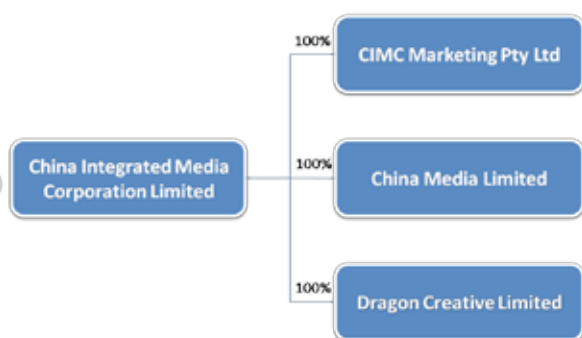 100%
CIMC Marketing Pty Ltd
China Integrated Media
Corporation Limited
100%
China Media Limited
100%
Dragon Creative Limited